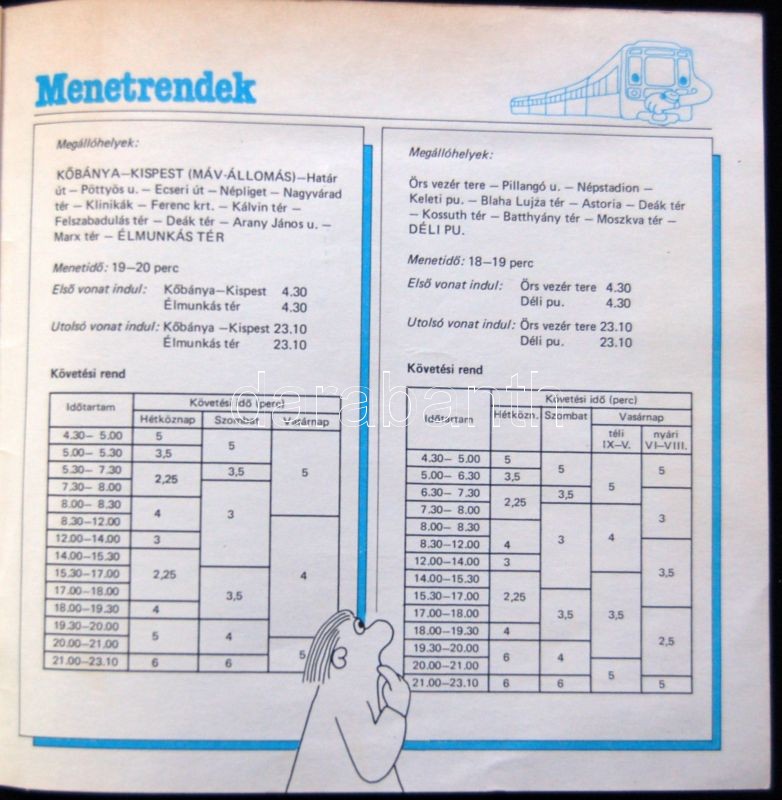 Menetrendek
Megállóhelyek:
KŐBÁNYA—KISPEST (MÁV-ÁLLOMÁS)—Határ
út — Pöttyös u. — Ecseri út — Népliget — Nagyvárad
tér — Klinikák — Ferenc krt. — Kálvin tér —
Felszabadulás tér — Deák tér — Arany János u. —
Marx tér — ÉLMUNKÁS TÉR
Menetidő: 19—20 perc
Első vonat indul: Kőbánya—Kispest 4.30
Élmunkás tér 4.30
Utolsó vonat indul: Kőbánya —Kispest 23.10
Élmunkás tér 23.10
Követési rend
Időtartam Követési idő (perc)
Hétköznap Szombat Vasárnap
4.30— 5.00 5 5 5
5.00— 5.30 3,5
5.30— 7.30 2,25 3,5
7.30— 8.00 3
8.00— 8.30 4
8.30—12.00 4
12.00—14.00 3
14.00—15.30 2,25
15.30—17.00 3,5
17.00—18.00
18.00—19.30 4
19.30—20.00 5 4
20.00—21.00 5
21.00—23.10 6 6
Megállóhelyek:
Örs vezér tere — Pillangó u. — Népstadion —
Keleti pu. — Blaha Lujza tér — Astoria — Deák tér
— Kossuth tér — Batthyány tér — Moszkva tér —
DÉLI PU.
Menetidő: 18—19 perc
Első vonat indul: Örs vezér tere 4.30
Déli pu. 4.30
Utolsó vonat indul: Örs vezér tere 23.10
Déli pu. 23.10
Követési rend
Időtartam Követési idő (perc)
Hétközn. Szombat Vasárnap
téli nyári
IX—V. VI—VIII.
4.30— 5.00 5 5 5 5
5.00— 6.30 3,5
6.30— 7.30 2,25 3,5 3
7.30— 8.00 3 4
8.00— 8.30 4
8.30—12.00 3,5
12.00—14.00 3
14.00—15.30 2,25 3,5
15.30—17.00 3,5
17.00—18.00 2,5
18.00—19.30 4
19.30—20.00 6 4
20.00—21.00 5
21.00—23.10 6 6 5
darabanth